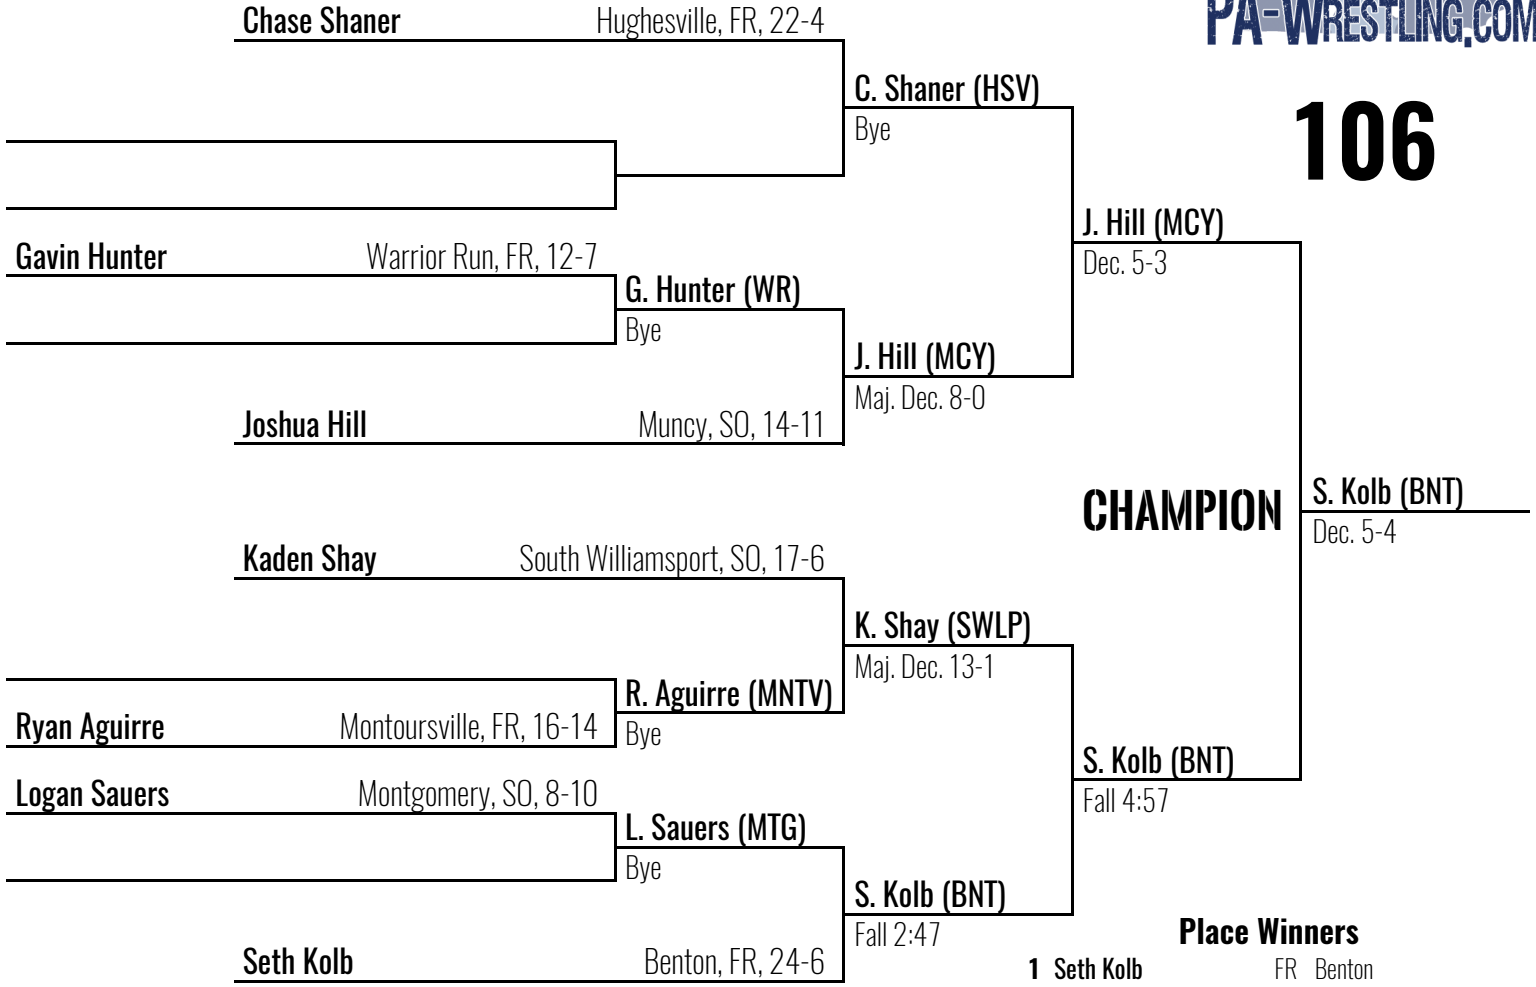 Chase Shaner Hughesville, FR, 22-4
PA-WRESTLING.COM
C. Shaner (HSV)
Bye
106
J. Hill (MCY)
Dec. 5-3
Gavin Hunter Warrior Run, FR, 12-7
G. Hunter (WR)
Bye
J. Hill (MCY)
Maj. Dec. 8-0
Joshua Hill Muncy, SO, 14-11
CHAMPION
S. Kolb (BNT)
Dec. 5-4
Kaden Shay South Williamsport, SO, 17-6
K. Shay (SWLP)
Maj. Dec. 13-1
R. Aguirre (MNTV)
Bye
Ryan Aguirre Montoursville, FR, 16-14
S. Kolb (BNT)
Fall 4:57
Logan Sauers Montgomery, SO, 8-10
L. Sauers (MTG)
Bye
S. Kolb (BNT)
Fall 2:47
Seth Kolb Benton, FR, 24-6
Place Winners
1 Seth Kolb FR Benton